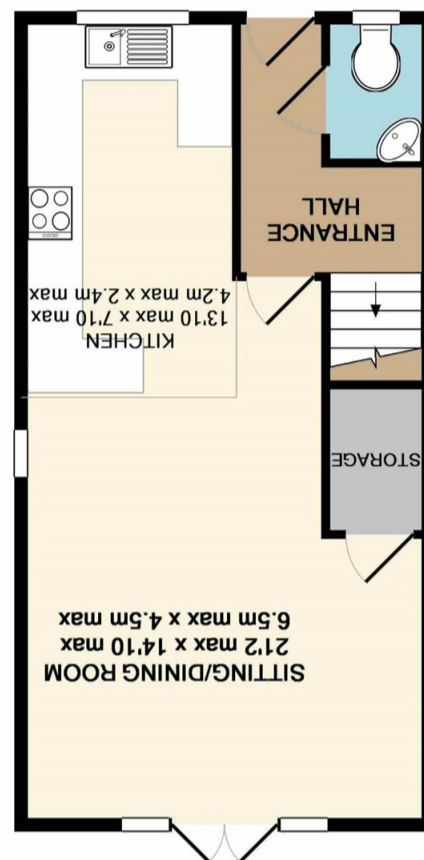 SITTING/DINING ROOM
21'2 max x 14'10 max
6.5m max x 4.5m max
STORAGE
KITCHEN
13'10 max x 7'10 max
4.2m max x 2.4m max
ENTRANCE
HALL